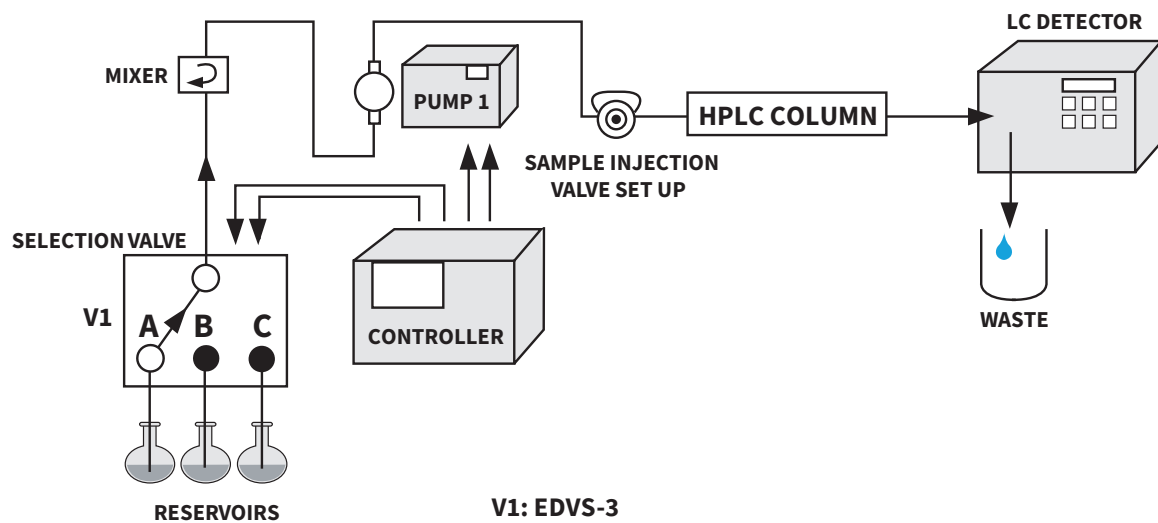 LC DETECTOR
MIXER
PUMP 1
HPLC COLUMN
SAMPLE INJECTION
VALVE SET UP
SELECTION VALVE
V1
A B C
CONTROLLER
WASTE
RESERVOIRS
V1: EDVS-3